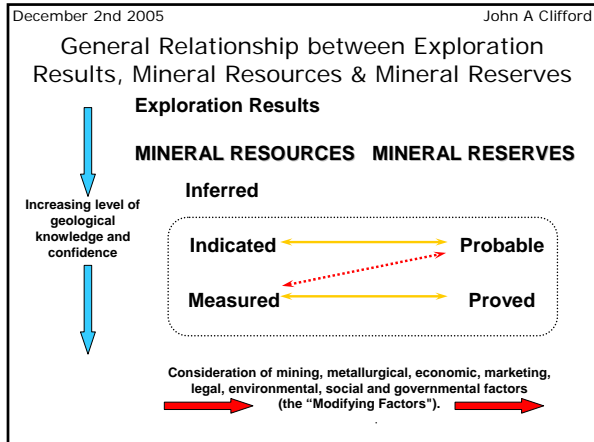 December 2nd 2005 John A Clifford
General Relationship between Exploration
Results, Mineral Resources & Mineral Reserves
Exploration Results
MINERAL RESOURCES MINERAL RESERVES
Inferred
Increasing level of
geological
knowledge and
confidence
Indicated Probable
Measured Proved
Consideration of mining, metallurgical, economic, marketing,
legal, environmental, social and governmental factors
(the “Modifying Factors").
.